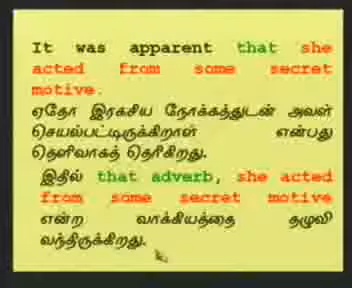 It was apparent that she
acted from some secret
motive.
ஏதோ இரகசிய நோக்கத்துடன் அவள்
செயல்பட்டிருக்கிறாள் என்பது
தெளிவாகத் தெரிகிறது.
இதில் that adverb, she acted
from some secret motive
என்ற வாக்கியத்தை தழுவி
வந்திருக்கிறது.